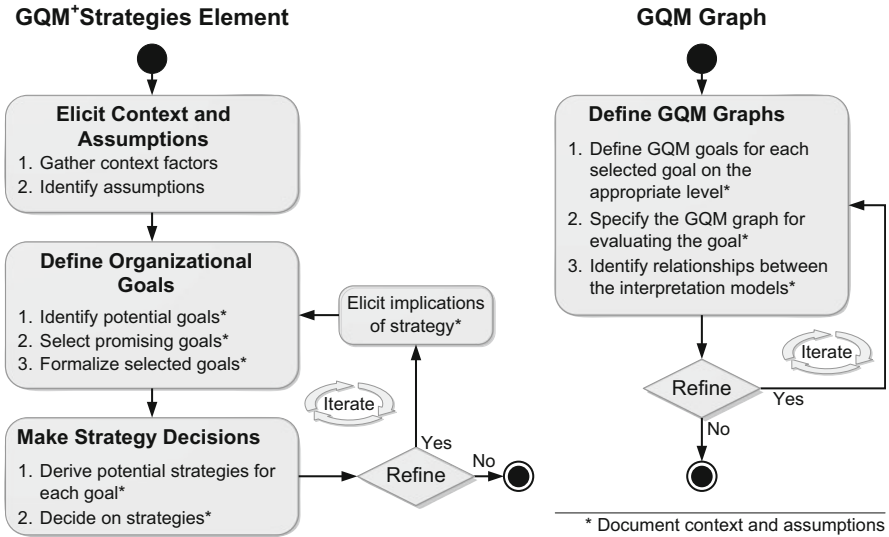 GQM+Strategies Element
Elicit Context and
Assumptions
1. Gather context factors
2. Identify assumptions
Define Organizational
Goals
1. Identify potential goals*
2. Select promising goals*
3. Formalize selected goals*
Elicit implications
of strategy*
Iterate
Make Strategy Decisions
1. Derive potential strategies for
each goal*
2. Decide on strategies*
Refine
Yes
No
GQM Graph
Define GQM Graphs
1. Define GQM goals for each
selected goal on the
appropriate level*
2. Specify the GQM graph for
evaluating the goal*
3. Identify relationships between
the interpretation models*
Iterate
Refine
Yes
No
* Document context and assumptions